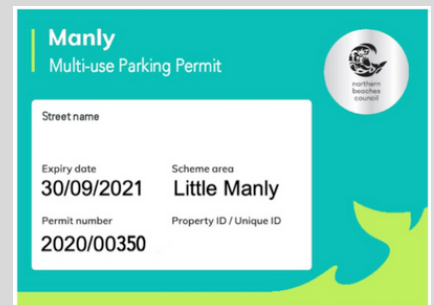 Manly
Multi-use Parking Permit
northern
beaches
council
Street name
Expiry date Scheme area
30/09/2021 Little Manly
Permit number Property ID / Unique ID
2020/00350